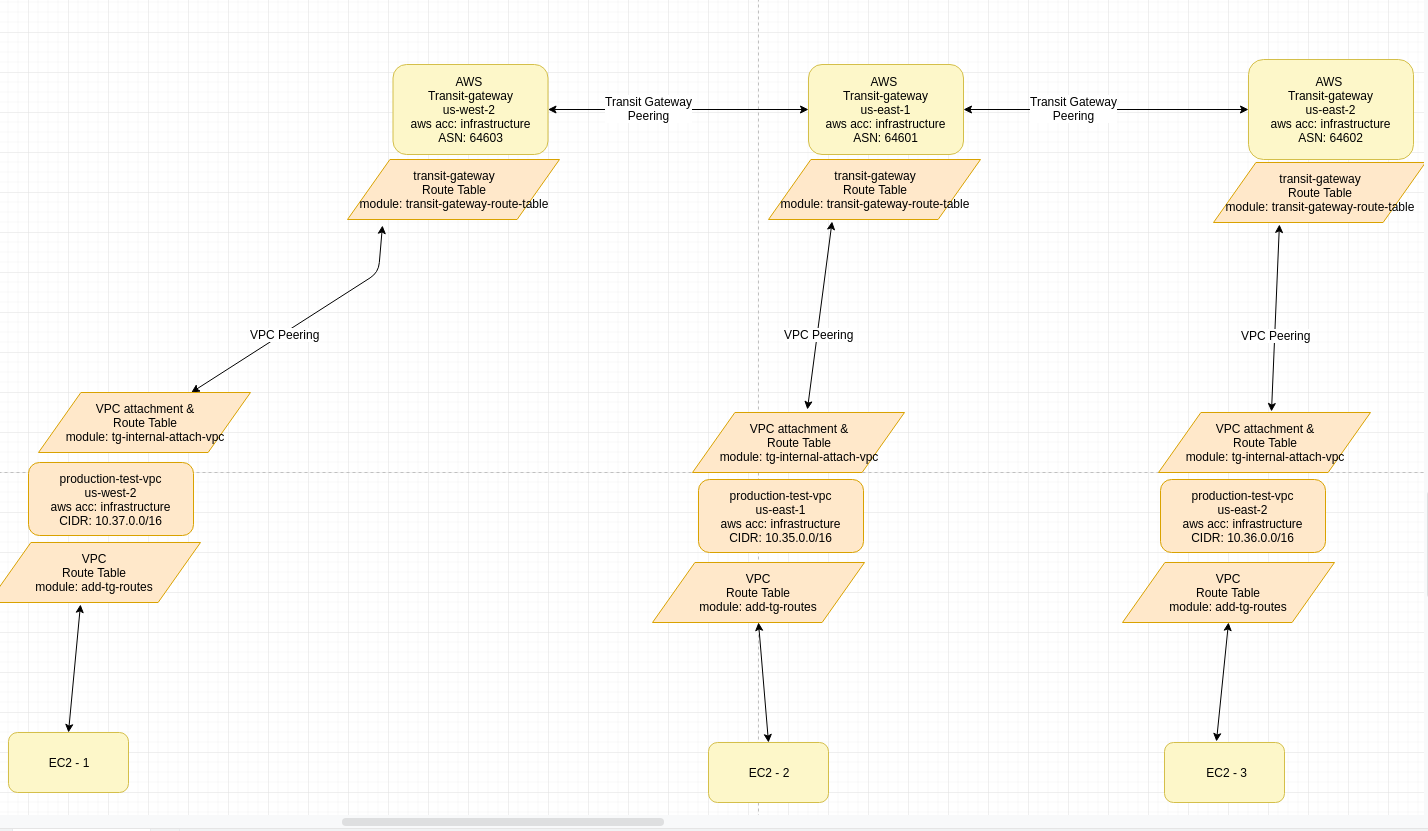 AWS
Transit-gateway
us-west-2
aws acc: infrastructure
ASN: 64603
Transit Gateway
Peering
AWS
Transit-gateway
us-east-1
aws acc: infrastructure
ASN: 64601
Transit Gateway
Peering
AWS
Transit-gateway
us-east-2
aws acc: infrastructure
ASN: 64602
transit-gateway
Route Table
module: transit-gateway-route-table
transit-gateway
Route Table
module: transit-gateway-route-table
transit-gateway
Route Table
module: transit-gateway-route-table
VPC Peering
VPC Peering
VPC Peering
VPC attachment &
Route Table
module: tg-internal-attach-vpc
VPC attachment &
Route Table
module: tg-internal-attach-vpc
VPC attachment &
Route Table
module: tg-internal-attach-vpc
production-test-vpc
us-west-2
aws acc: infrastructure
CIDR: 10.37.0.0/16
production-test-vpc
us-east-1
aws acc: infrastructure
CIDR: 10.35.0.0/16
production-test-vpc
us-east-2
aws acc: infrastructure
CIDR: 10.36.0.0/16
VPC
Route Table
module: add-tg-routes
VPC
Route Table
module: add-tg-routes
VPC
Route Table
module: add-tg-routes
EC2 - 1
EC2 - 2
EC2 - 3